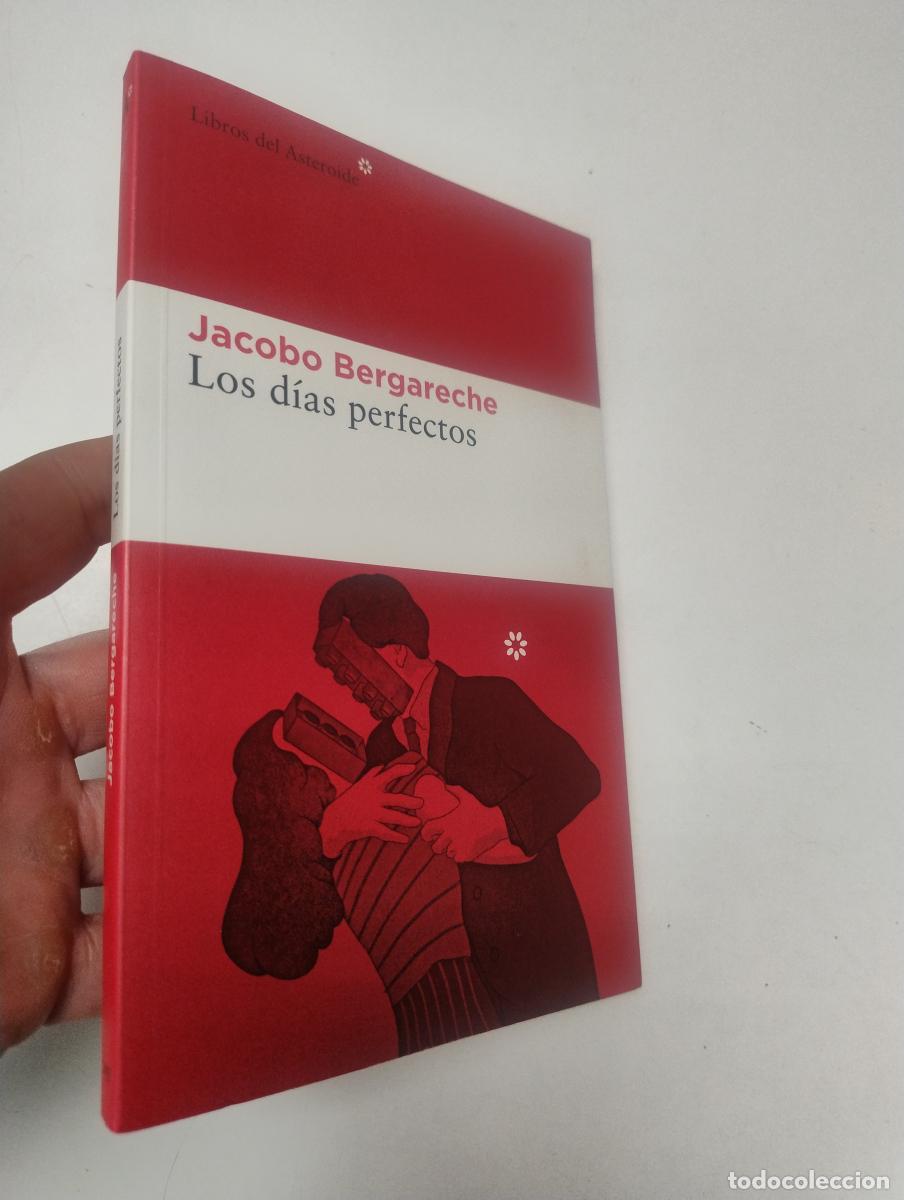 Libros del Asteroide
Jacobo Bergareche
Los días perfectos
Los días perfectos
Jacobo Bergareche
todocoleccion